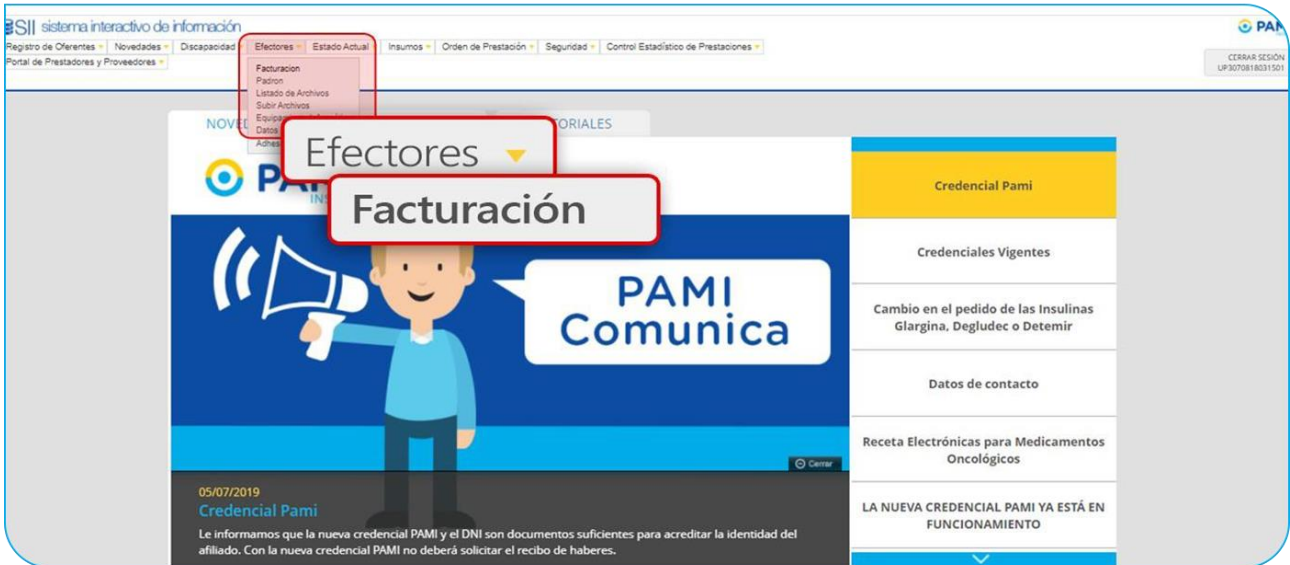 SII sistema interactivo de información
PAM
Registro de Oferentes Novedades Discapacidad Efectores Estado Actual Insumos Orden de Prestación Seguridad Control Estadístico de Prestaciones
Portal de Prestadores y Proveedores
CERRAR SESIÓN
UP3070818031501
Facturacion
Padron
Listado de Archivos
Subir Archivos
Datos
Efectores
Facturación
PAMI
Comunica
Cerrar
05/07/2019
Credencial Pami
Le informamos que la nueva credencial PAMI y el DNI son documentos suficientes para acreditar la identidad del
afiliado. Con la nueva credencial PAMI no deberá solicitar el recibo de haberes.
Credencial Pami
Credenciales Vigentes
Cambio en el pedido de las Insulinas
Glargina, Degludec o Detemir
Datos de contacto
Receta Electrónicas para Medicamentos
Oncológicos
LA NUEVA CREDENCIAL PAMI YA ESTÁ EN
FUNCIONAMIENTO